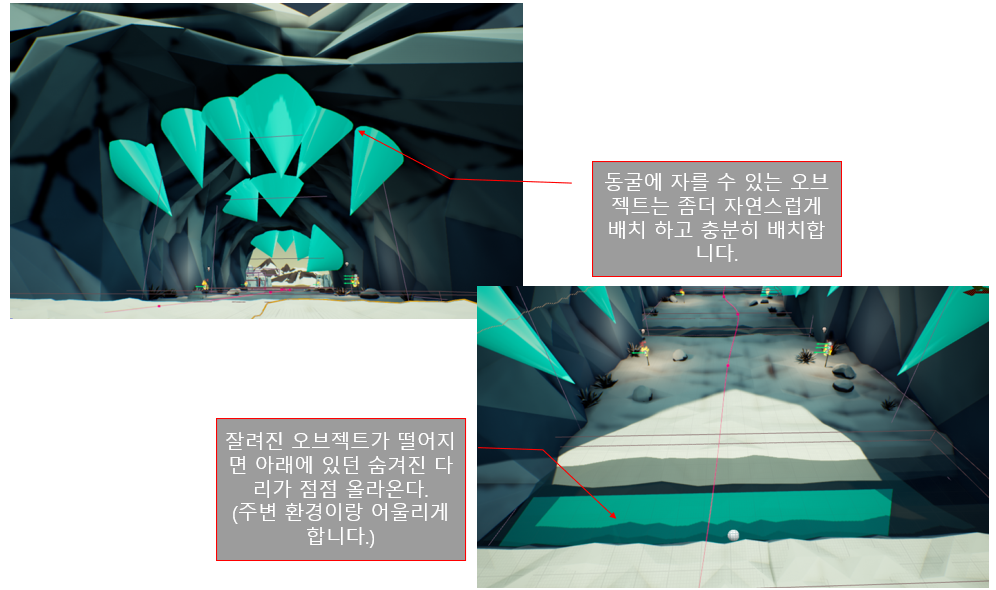 동굴에 자를 수 있는 오브
젝트는 좀더 자연스럽게
배치 하고 충분히 배치합
니다.
잘려진 오브젝트가 떨어지
면 아래에 있던 숨겨진 다
리가 점점 올라온다.
(주변 환경이랑 어울리게
합니다.)